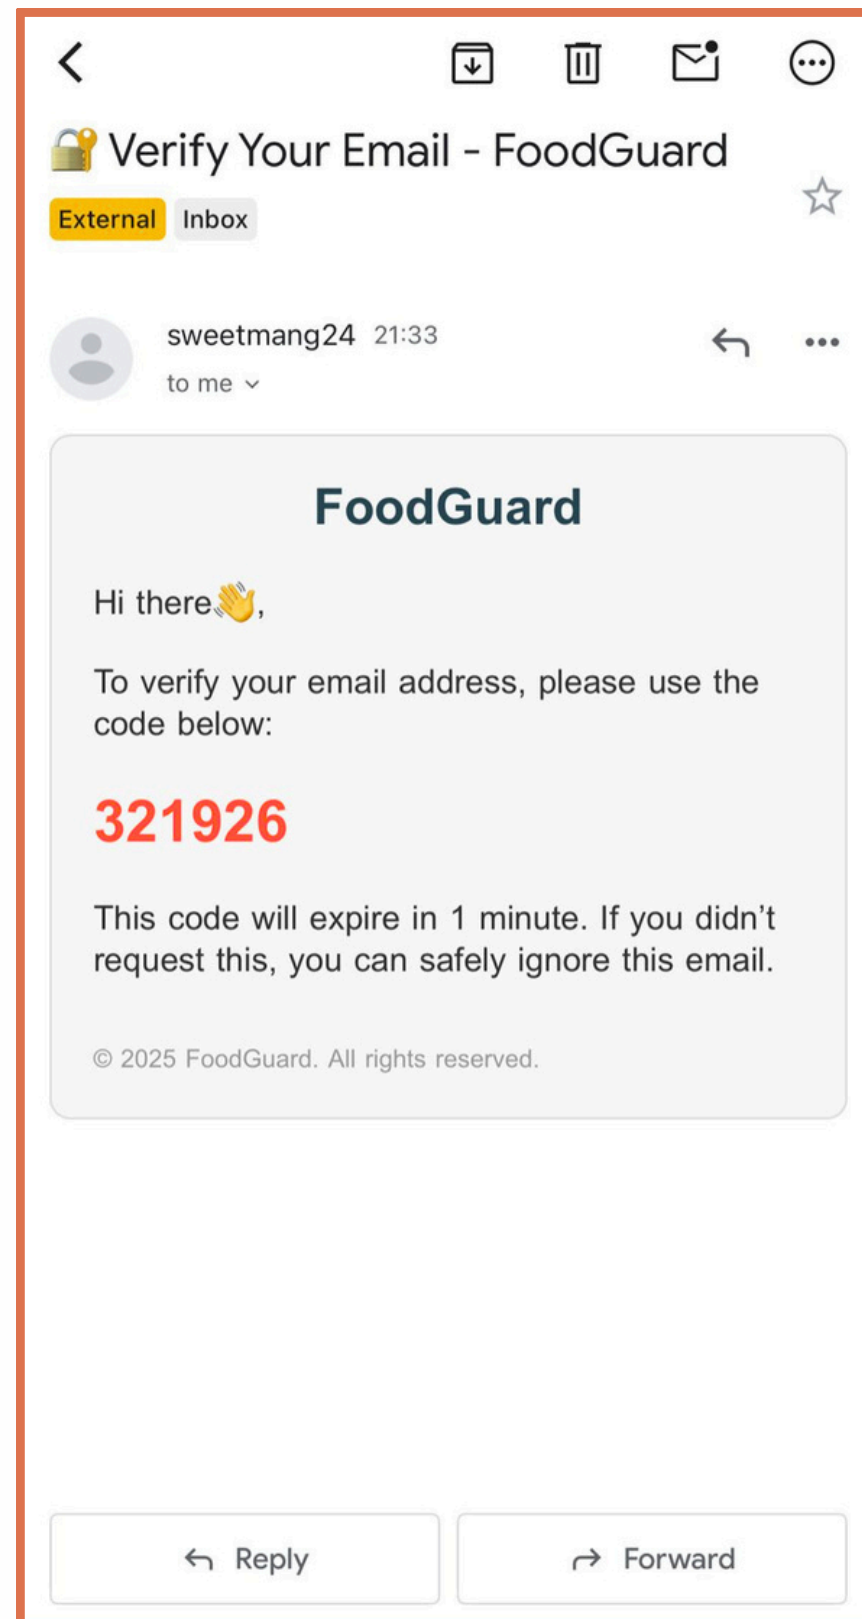 🔐 Verify Your Email - FoodGuard
External Inbox
sweetmang24 21:33
to me
FoodGuard
Hi there👋,
To verify your email address, please use the
code below:
321926
This code will expire in 1 minute. If you didn’t
request this, you can safely ignore this email.
© 2025 FoodGuard. All rights reserved.
Reply Forward